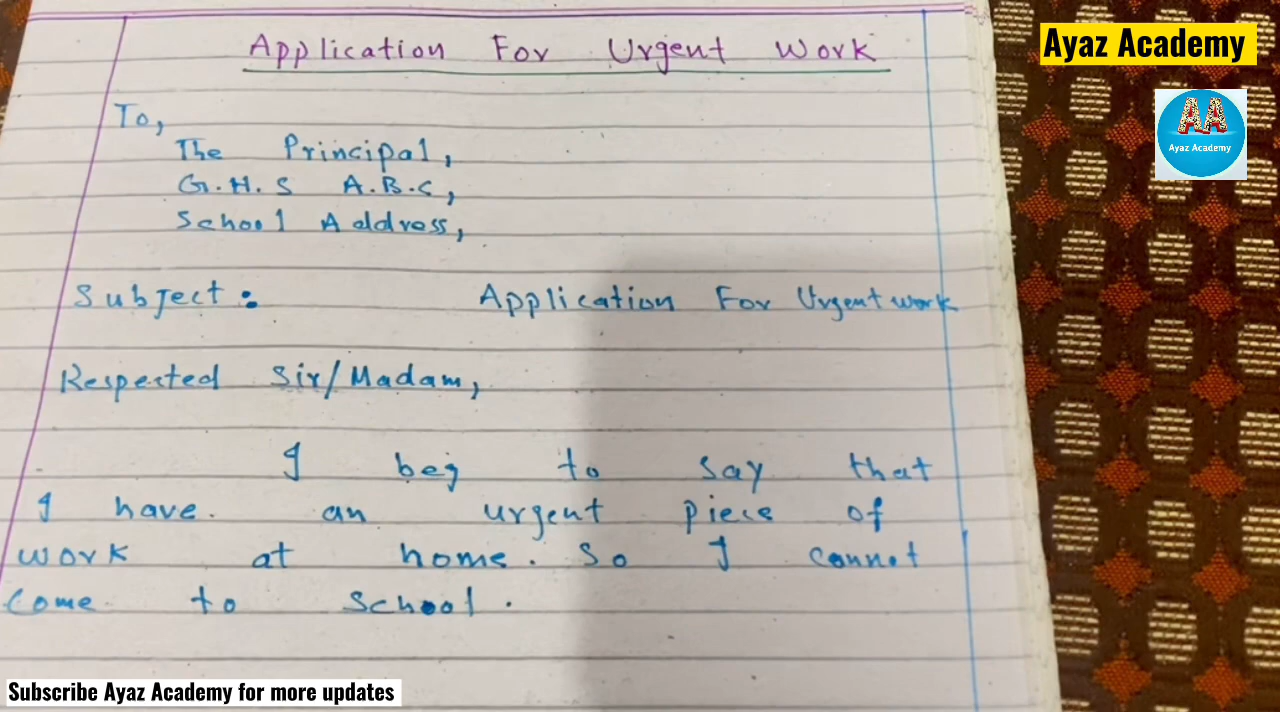 Application For Urgent Work
Ayaz Academy
AA
Ayaz Academy
To,
The Principal,
G.H.S A.B.C,
School Address,
Subject: Application For Urgent work
Respected Sir/Madam,
I beg to say that
I have. an urgent piece of
work at home. So I cannot
Come to School.
Subscribe Ayaz Academy for more updates